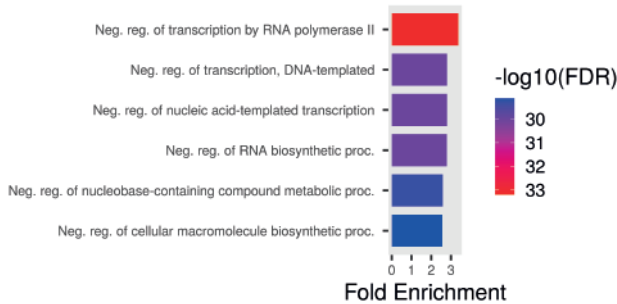 Neg. reg. of transcription by RNA polymerase II
Neg. reg. of transcription, DNA-templated
Neg. reg. of nucleic acid-templated transcription
Neg. reg. of RNA biosynthetic proc.
Neg. reg. of nucleobase-containing compound metabolic proc.
Neg. reg. of cellular macromolecule biosynthetic proc.
0 1 2 3
Fold Enrichment
-log10(FDR)
30
31
32
33